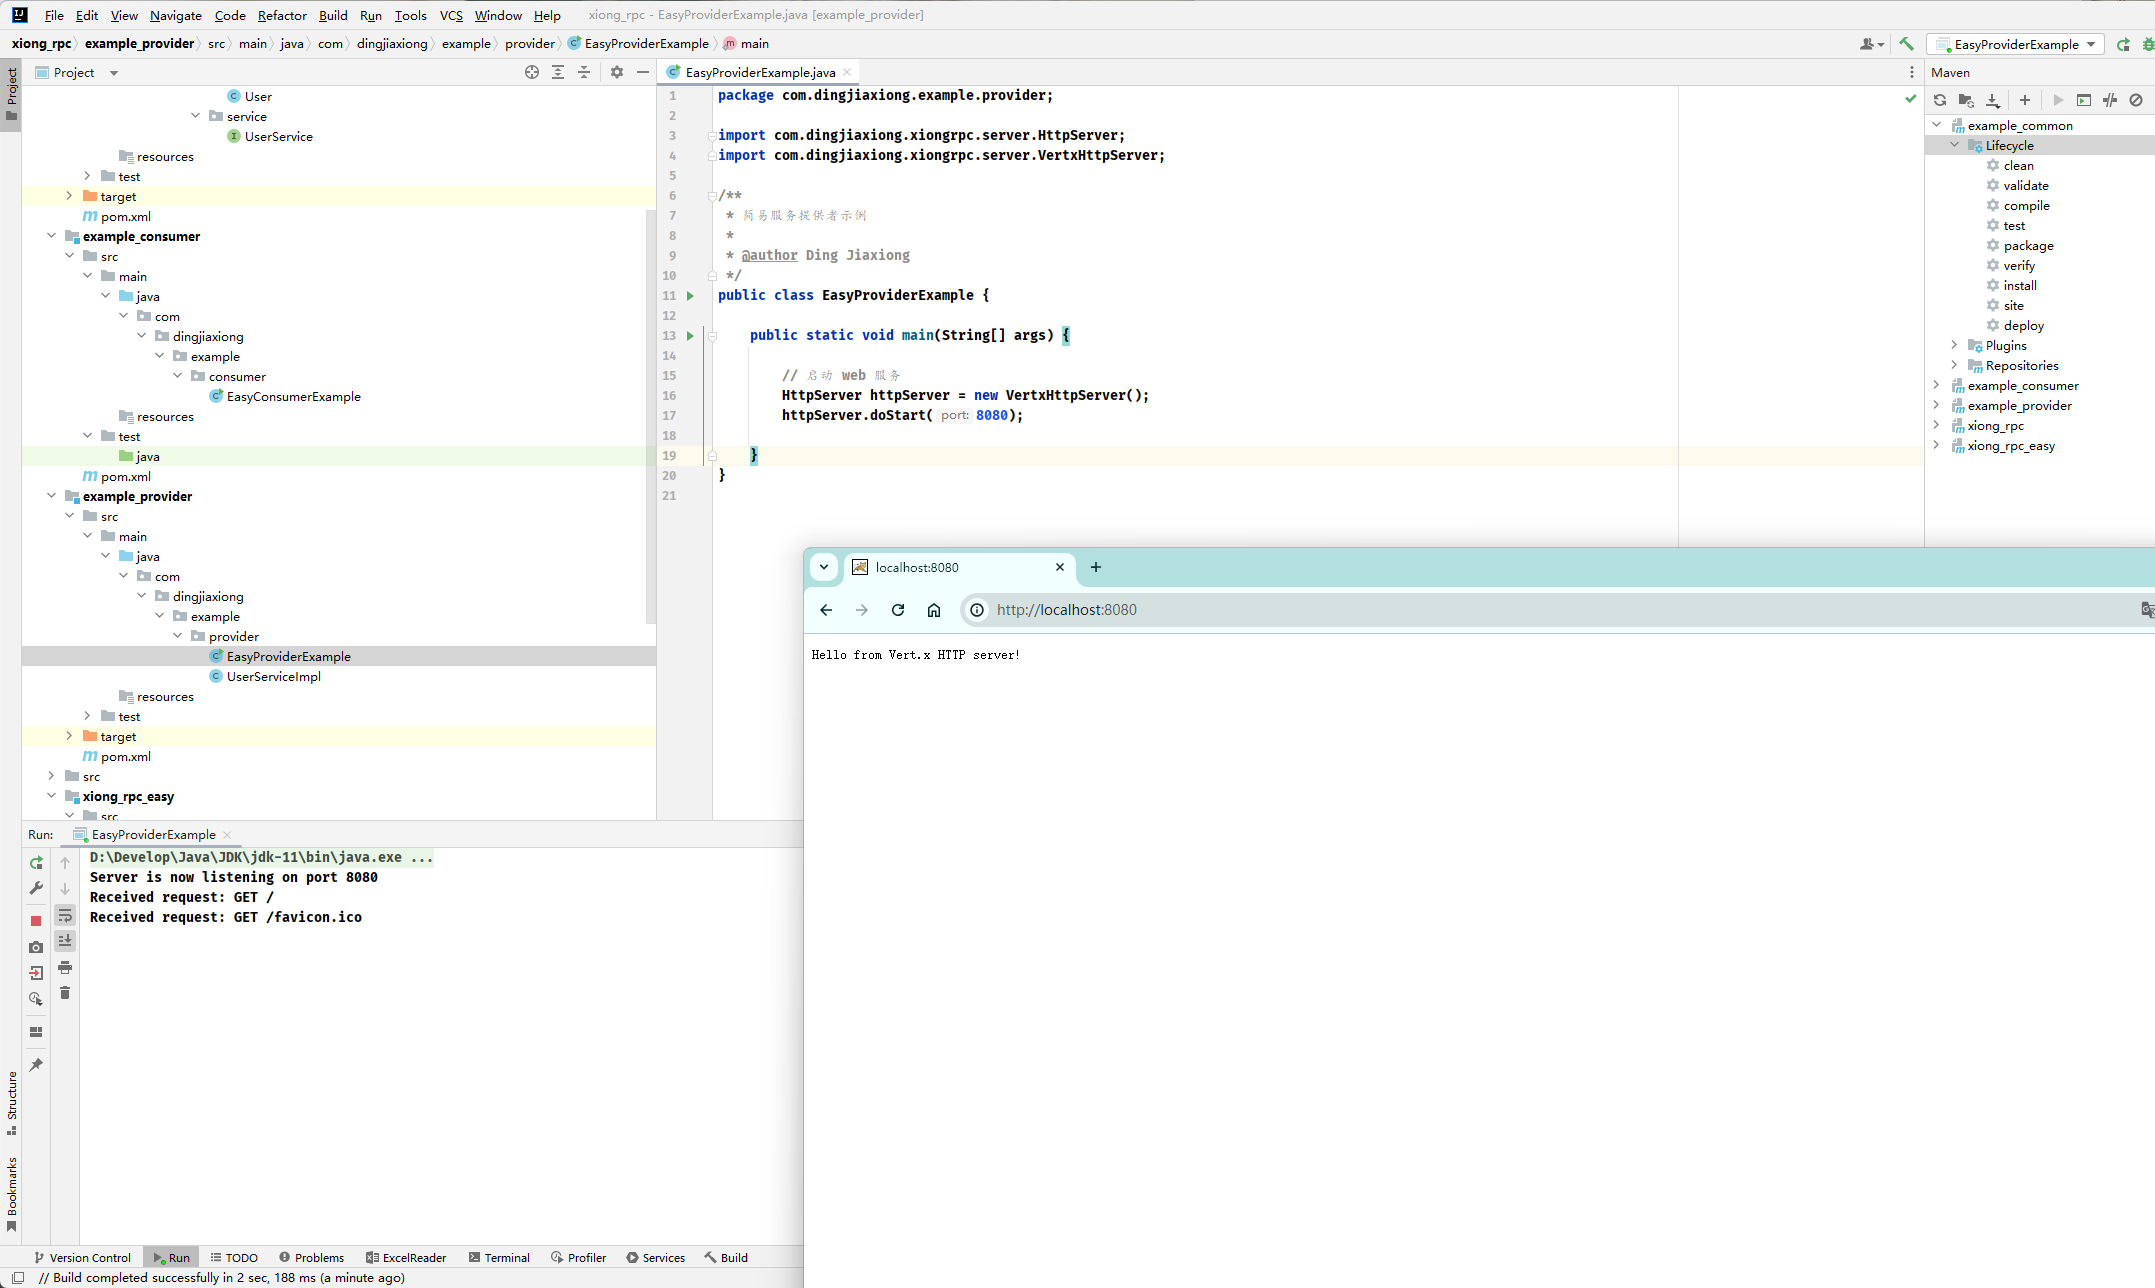 File Edit View Navigate Code Refactor Build Run Tools VCS Window Help xiong_rpc - EasyProviderExample.java [example_provider]
xiong_rpc example_provider src main java com dingjiaxiong example provider EasyProviderExample main
EasyProviderExample
Project
Project
User
service
UserService
resources
test
target
pom.xml
example_consumer
src
main
java
com
dingjiaxiong
example
consumer
EasyConsumerExample
resources
test
java
pom.xml
example_provider
src
main
java
com
dingjiaxiong
example
provider
EasyProviderExample
UserServiceImpl
resources
test
target
pom.xml
src
xiong_rpc_easy
src
EasyProviderExample.java
1 package com.dingjiaxiong.example.provider;
2
3 import com.dingjiaxiong.xiongrpc.server.HttpServer;
4 import com.dingjiaxiong.xiongrpc.server.VertxHttpServer;
5
6 /**
7 * 简易服务提供者示例
8 *
9 * @author Ding Jiaxiong
10 */
11 public class EasyProviderExample {
12
13 public static void main(String[] args) {
14
15 // 启动 web 服务
16 HttpServer httpServer = new VertxHttpServer();
17 httpServer.doStart( port: 8080);
18
19 }
20 }
21
Maven
example_common
Lifecycle
clean
validate
compile
test
package
verify
install
site
deploy
Plugins
Repositories
example_consumer
example_provider
xiong_rpc
xiong_rpc_easy
localhost:8080
http://localhost:8080
Hello from Vert.x HTTP server!
Run: EasyProviderExample
D:\Develop\Java\JDK\jdk-11\bin\java.exe ...
Server is now listening on port 8080
Received request: GET /
Received request: GET /favicon.ico
Structure
Bookmarks
Version Control Run TODO Problems ExcelReader Terminal Profiler Services Build
// Build completed successfully in 2 sec, 188 ms (a minute ago)